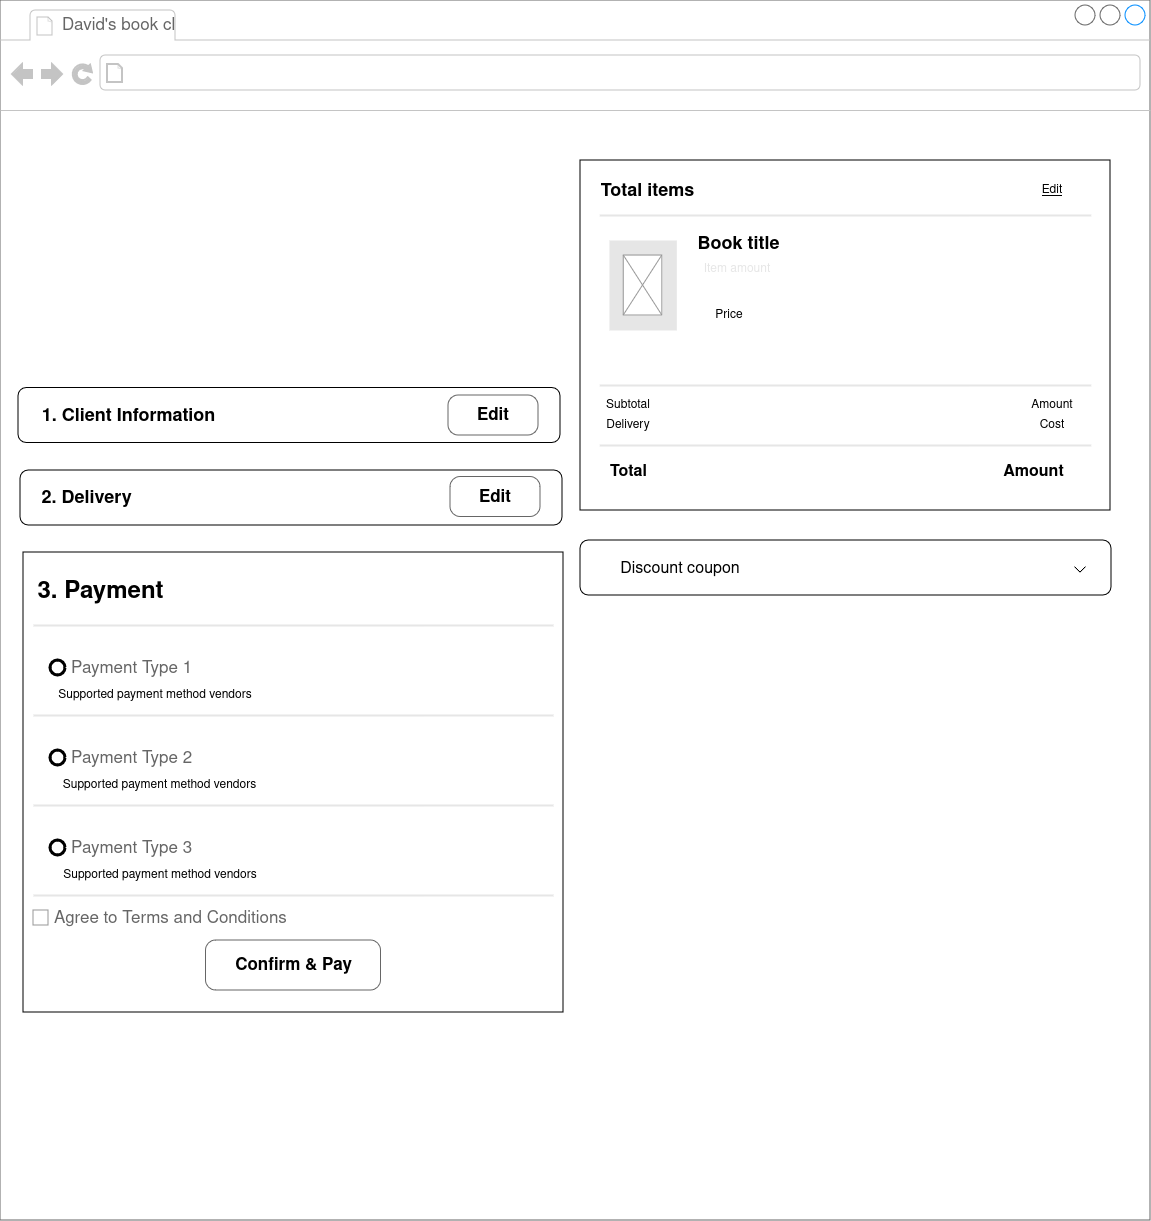 David's book cl
Total items
Edit
Book title
item amount
Price
Subtotal
Amount
Delivery
Cost
Total
Amount
Discount coupon
1. Client Information
Edit
2. Delivery
Edit
3. Payment
Payment Type 1
Supported payment method vendors
Payment Type 2
Supported payment method vendors
Payment Type 3
Supported payment method vendors
Agree to Terms and Conditions
Confirm & Pay